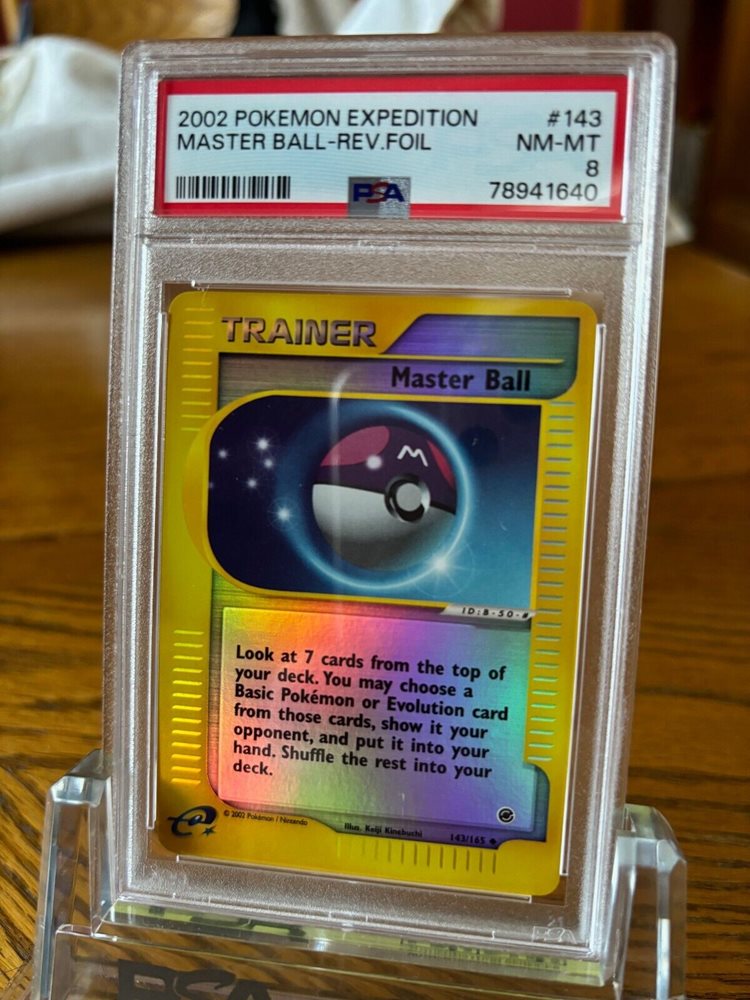 2002 POKEMON EXPEDITION #143
MASTER BALL-REV.FOIL NM-MT
8
PSA 78941640
TRAINER
Master Ball
M
ID:B-50-#
Look at 7 cards from the top of
your deck. You may choose a
Basic Pokémon or Evolution card
from those cards, show it your
opponent, and put it into your
hand. Shuffle the rest into your
deck.
e
© 2002 Pokémon / Nintendo
Illus. Keiji Kinebuchi
143/165
PSA